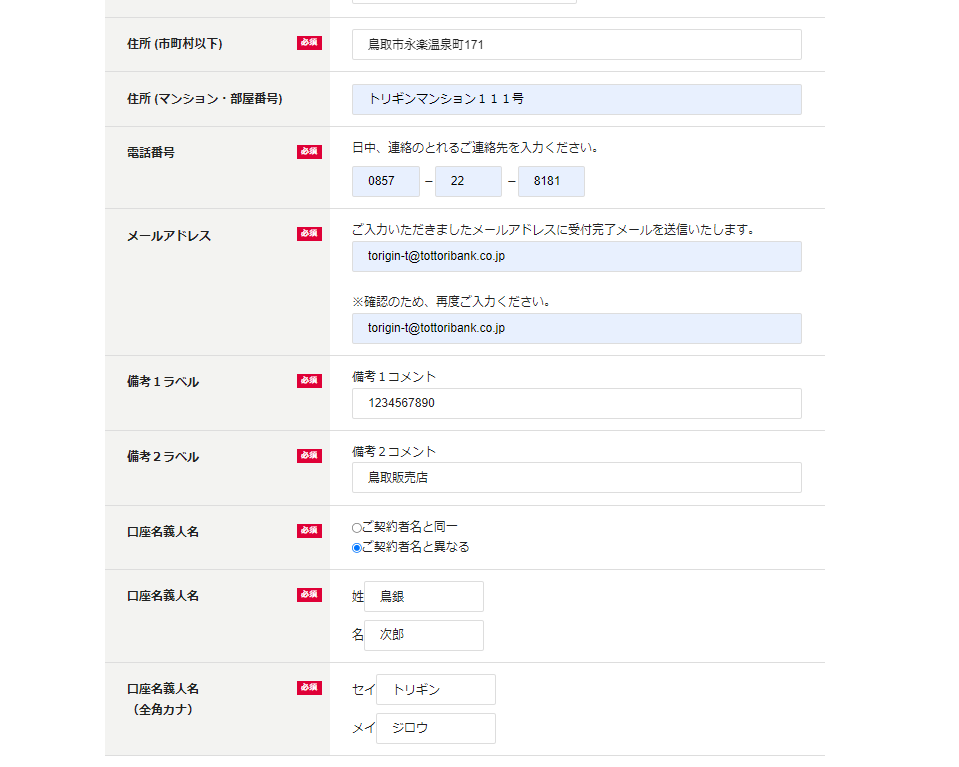 住所 (市町村以下) 必須 鳥取市永楽温泉町171
住所 (マンション・部屋番号) トリギンマンション１１１号
電話番号 必須 日中、連絡のとれるご連絡先を入力ください。
0857 – 22 – 8181
メールアドレス 必須 ご入力いただきましたメールアドレスに受付完了メールを送信いたします。
torigin-t@tottoribank.co.jp
※確認のため、再度ご入力ください。
torigin-t@tottoribank.co.jp
備考１ラベル 必須 備考１コメント
1234567890
備考２ラベル 必須 備考２コメント
鳥取販売店
口座名義人名 必須 ご契約者名と同一
ご契約者名と異なる
口座名義人名 必須 姓 鳥銀
名 次郎
口座名義人名 必須 セイ トリギン
（全角カナ）
メイ ジロウ